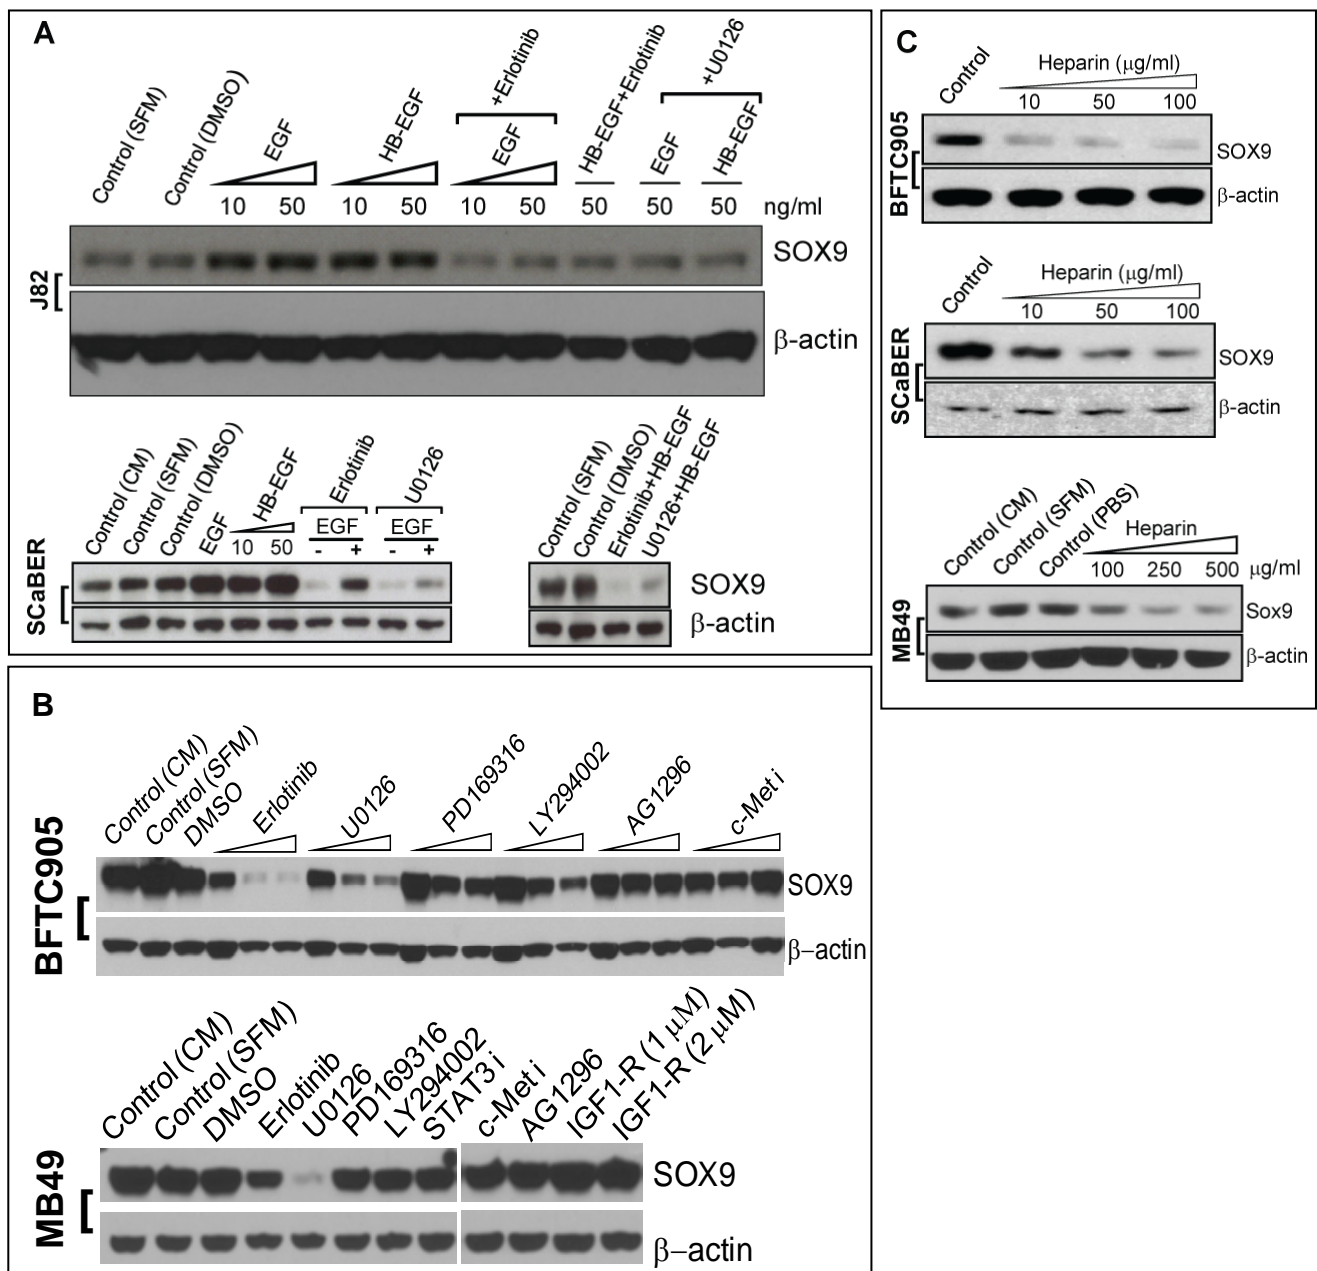 A
Control (SFM)
Control (DMSO)
EGF
HB-EGF
+Erlotinib
EGF
HB-EGF+Erlotinib
+U0126
EGF
HB-EGF
10 50 10 50 10 50 50 50 50 ng/ml
J82
SOX9
β-actin
Control (CM)
Control (SFM)
Control (DMSO)
EGF
HB-EGF
10 50
Erlotinib
EGF
- +
U0126
EGF
- +
SCaBER
Control (SFM)
Control (DMSO)
Erlotinib+HB-EGF
U0126+HB-EGF
SOX9
β-actin
B
Control (CM)
Control (SFM)
DMSO
Erlotinib
U0126
PD169316
LY294002
AG1296
c-Met i
BFTC905
SOX9
β–actin
Control (CM)
Control (SFM)
DMSO
Erlotinib
U0126
PD169316
LY294002
STAT3 i
c-Met i
AG1296
IGF1-R (1 μM)
IGF1-R (2 μM)
MB49
SOX9
β–actin
C
Control
Heparin (μg/ml)
10 50 100
BFTC905
SOX9
β-actin
Control
Heparin (μg/ml)
10 50 100
SCaBER
SOX9
β-actin
Control (CM)
Control (SFM)
Control (PBS)
Heparin
100 250 500 μg/ml
MB49
Sox9
β-actin